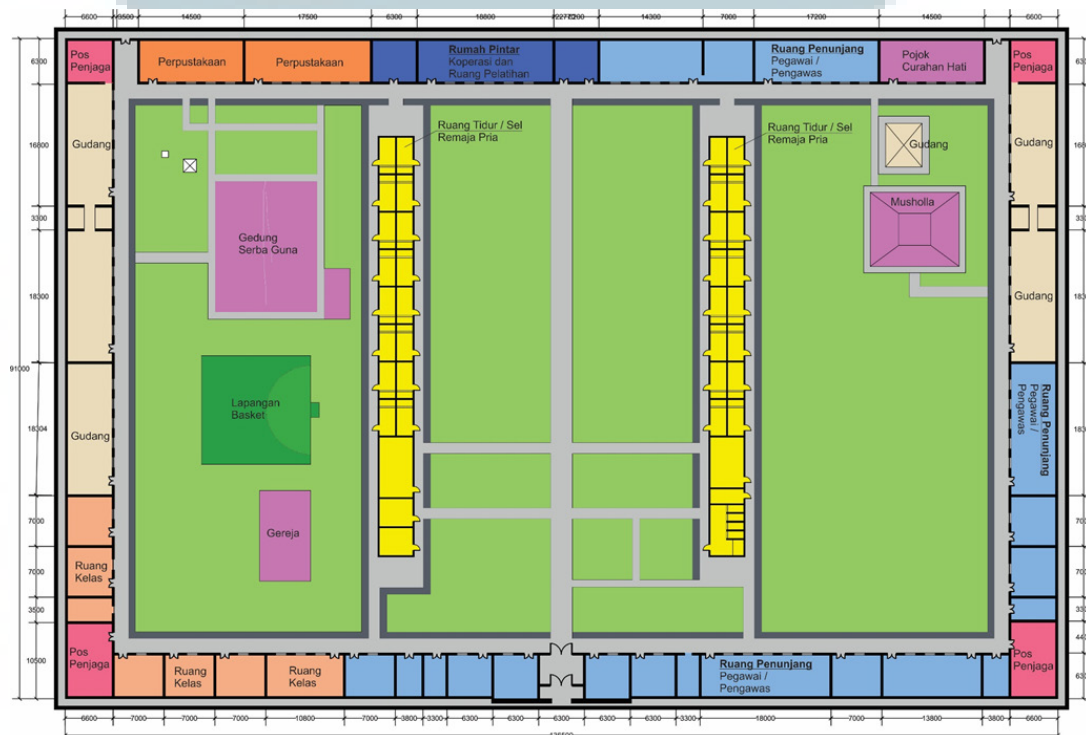 6600
3500
14500
17500
6300
18800
14300
7000
17200
14500
6600
Pos
Penjaga
Perpustakaan
Perpustakaan
Rumah Pintar
Koperasi dan
Ruang Pelatihan
Ruang Penunjang
Pegawai /
Pengawas
Pojok
Curahan Hati
Pos
Penjaga
6300
16000
3300
18300
91000
18304
7000
7000
3500
10500
Gudang
Ruang Tidur / Sel
Remaja Pria
Ruang Tidur / Sel
Remaja Pria
Gudang
Gudang
Musholla
Gedung
Serba Guna
Gudang
Lapangan
Basket
Ruang Penunjang
Pegawai /
Pengawas
Gudang
Gereja
Ruang
Kelas
Pos
Penjaga
Pos
Penjaga
Ruang
Kelas
Ruang
Kelas
Ruang Penunjang
Pegawai /
Pengawas
6600
7000
14500
7000
10800
7000
3800
3300
6300
6300
6300
6300
3300
18000
7000
13800
3800
6600